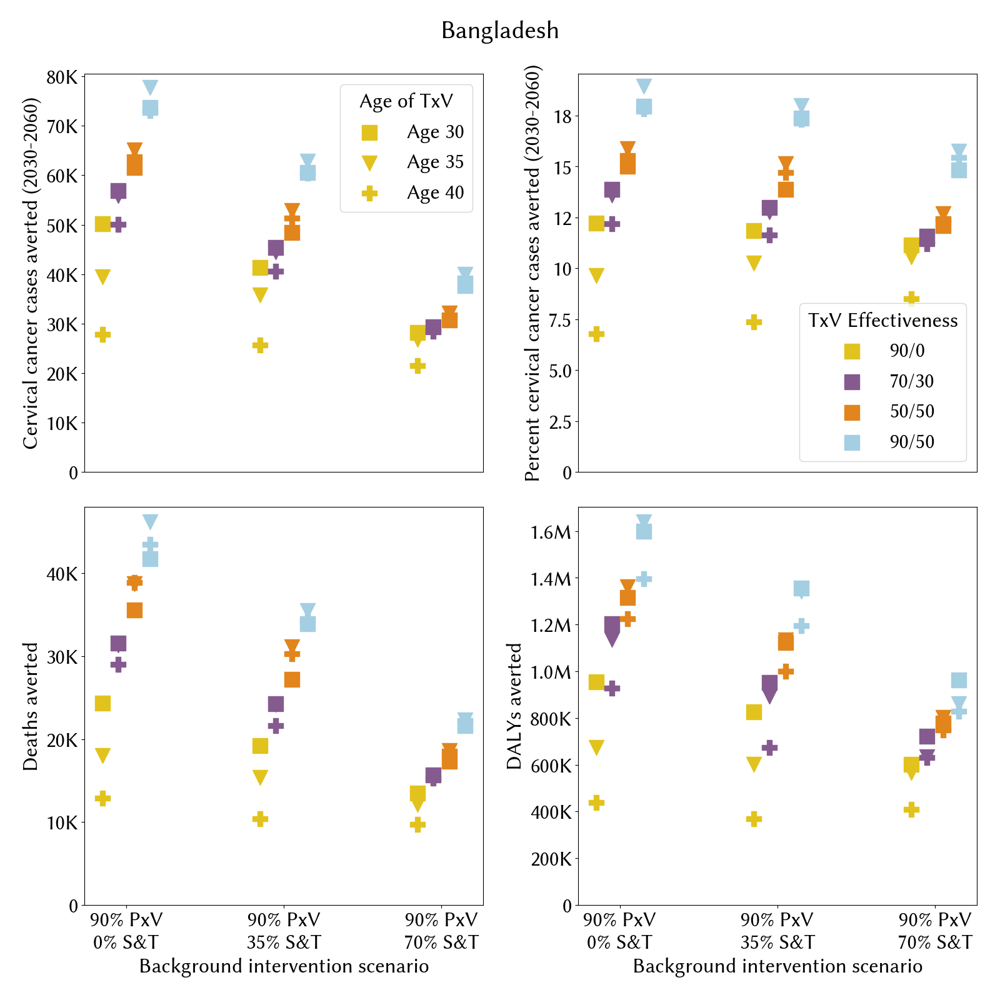 Bangladesh
Cervical cancer cases averted (2030-2060)
80K
70K
60K
50K
40K
30K
20K
10K
0
Age of TxV
Age 30
Age 35
Age 40
Percent cervical cancer cases averted (2030-2060)
18
15
12
10
7.5
5.0
2.5
0
TxV Effectiveness
90/0
70/30
50/50
90/50
Deaths averted
40K
30K
20K
10K
0
90% PxV
0% S&T
90% PxV
35% S&T
90% PxV
70% S&T
Background intervention scenario
DALYs averted
1.6M
1.4M
1.2M
1.0M
800K
600K
400K
200K
0
90% PxV
0% S&T
90% PxV
35% S&T
90% PxV
70% S&T
Background intervention scenario